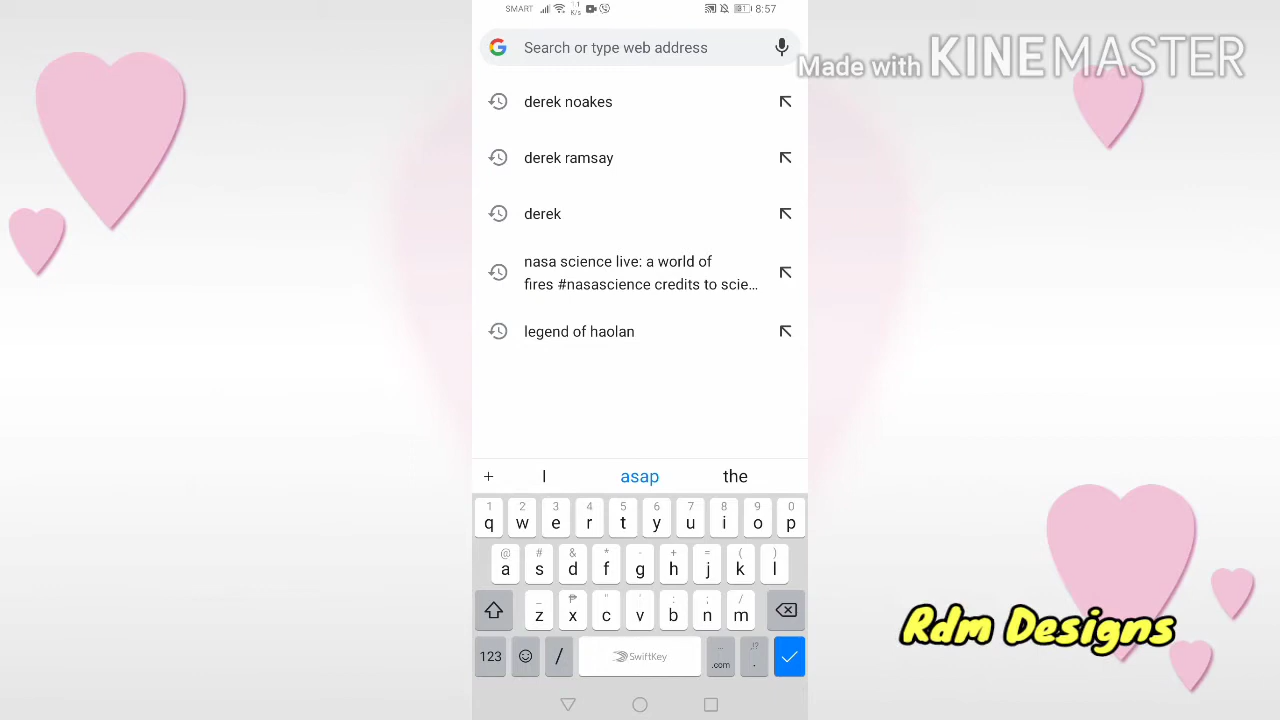 SMART 1.1 K/s 8:57
Search or type web address
Made with KINEMASTER
derek noakes
derek ramsay
derek
nasa science live: a world of
fires #nasascience credits to scie...
legend of haolan
+ I asap the
1 2 3 4 5 6 7 8 9 0
q w e r t y u i o p
@ # & * - + = ( )
a s d f g h j k l
_ ₱ " ' : ; /
z x c v b n m
123 / SwiftKey .com ,!? .
Rdm Designs